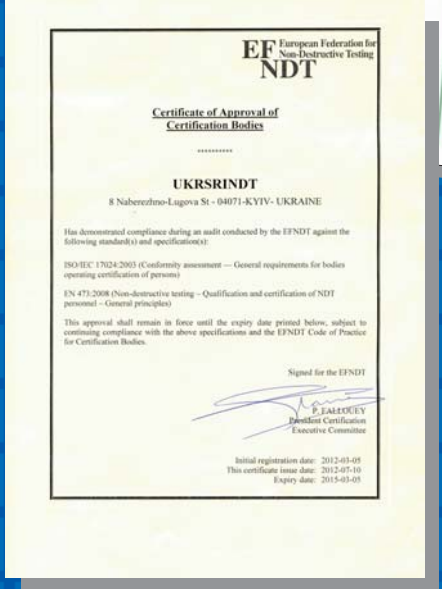 EF NDT
European Federation for
Non-Destructive Testing
Certificate of Approval of
Certification Bodies
**********
UKRSRINDT
8 Naberezhno-Lugova St - 04071-KYIV- UKRAINE
Has demonstrated compliance during an audit conducted by the EFNDT against the
following standard(s) and specification(s):
ISO/IEC 17024:2003 (Conformity assessment — General requirements for bodies
operating certification of persons)
EN 473:2008 (Non-destructive testing – Qualification and certification of NDT
personnel – General principles)
This approval shall remain in force until the expiry date printed below, subject to
continuing compliance with the above specifications and the EFNDT Code of Practice
for Certification Bodies.
Signed for the EFNDT
P. FALLOUEY
President Certification
Executive Committee
Initial registration date: 2012-03-05
This certificate issue date: 2012-07-10
Expiry date: 2015-03-05